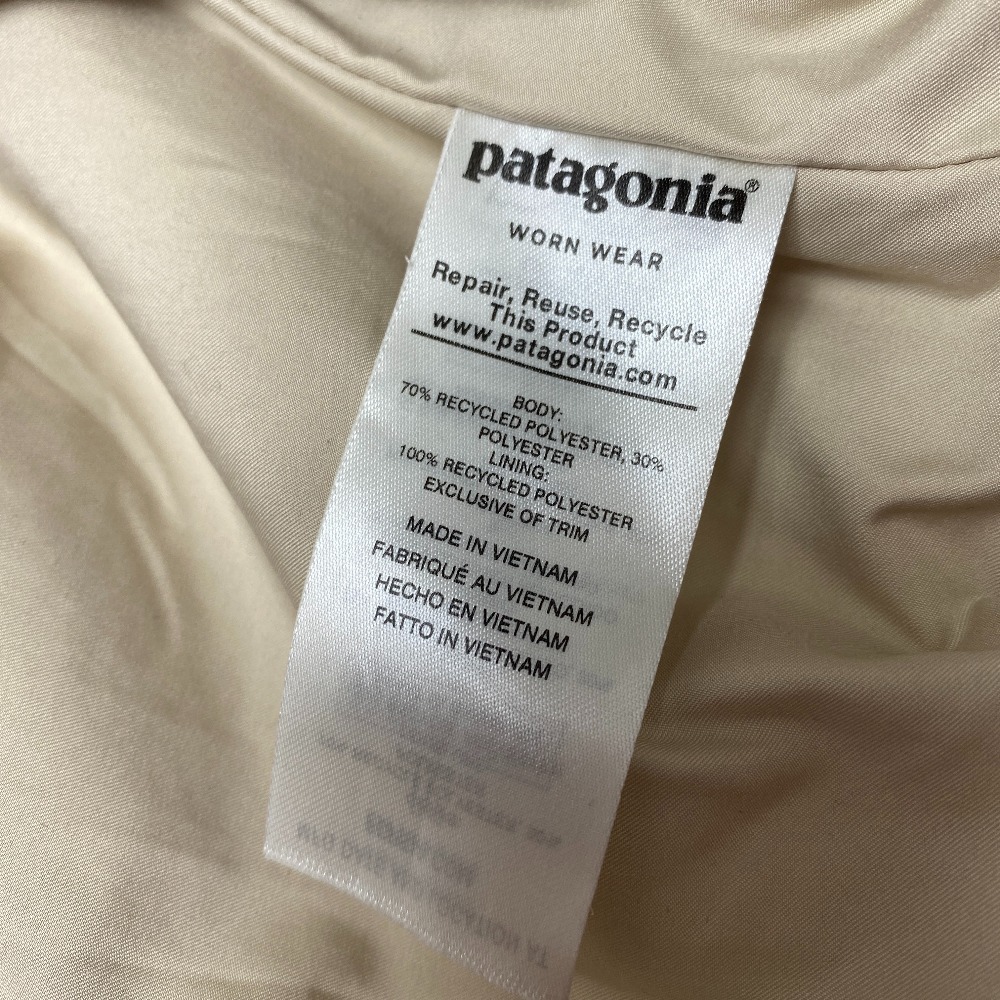 patagonia®
WORN WEAR
Repair, Reuse, Recycle
This Product
www.patagonia.com
BODY:
70% RECYCLED POLYESTER, 30%
POLYESTER
LINING:
100% RECYCLED POLYESTER
EXCLUSIVE OF TRIM
MADE IN VIETNAM
FABRIQUÉ AU VIETNAM
HECHO EN VIETNAM
FATTO IN VIETNAM